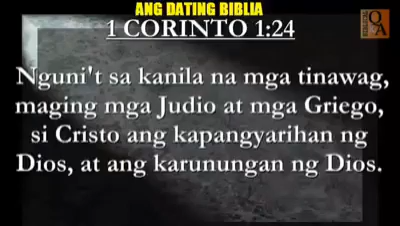 ANG DATING BIBLIA
1 CORINTO 1:24
Nguni't sa kanila na mga tinawag,
maging mga Judio at mga Griego,
si Cristo ang kapangyarihan ng
Dios, at ang karunungan ng Dios.